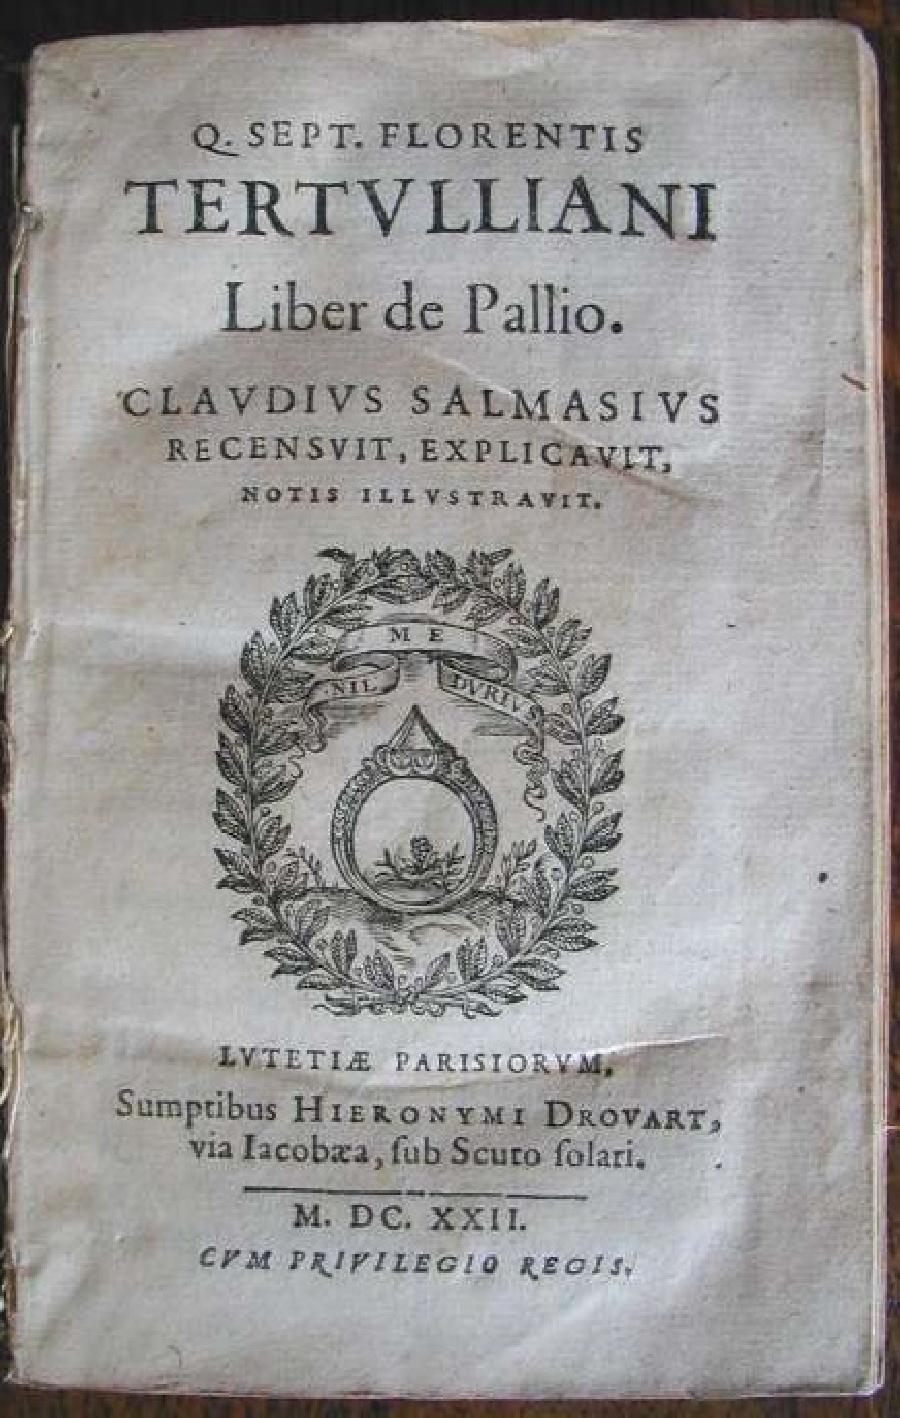 Q. SEPT. FLORENTIS
TERTVLLIANI
Liber de Pallio.
CLAVDIVS SALMASIVS
RECENSVIT, EXPLICAVIT,
NOTIS ILLVSTRAVIT.
ME
NIL DVRIVS
LVTETIÆ PARISIORVM,
Sumptibus HIERONYMI DROVART,
via Iacobæa, ſub Scuto ſolari.
M. DC. XXII.
CVM PRIVILEGIO REGIS.